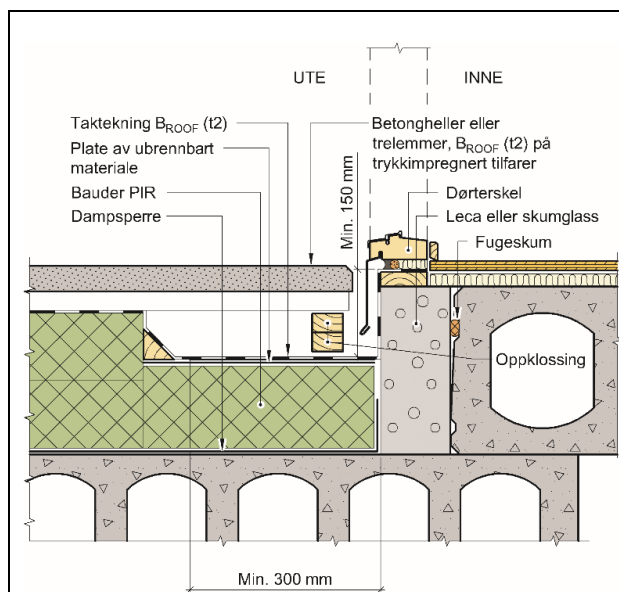 UTE
INNE
Taktekning BROOF (t2)
Plate av ubrennbart
materiale
Bauder PIR
Dampsperre
Min. 150 mm
Betongheller eller
trelemmer, BROOF (t2) på
trykkimpregnert tilfarer
Dørterskel
Leca eller skumglass
Fugeskum
Oppklossing
Min. 300 mm